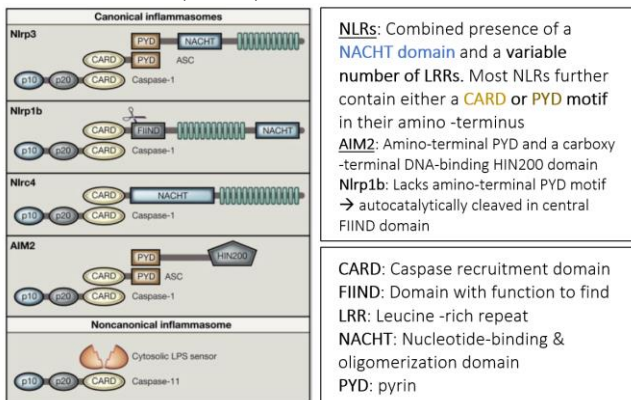 Canonical inflammasomes
Nlrp3
PYD NACHT
CARD PYD ASC
p10 p20 CARD Caspase-1
Nlrp1b
CARD FIIND NACHT
p10 p20 CARD Caspase-1
Nlrc4
CARD NACHT
p10 p20 CARD Caspase-1
AIM2
PYD HIN200
CARD PYD ASC
p10 p20 CARD Caspase-1
Noncanonical inflammasome
Cytosolic LPS sensor
p10 p20 CARD Caspase-11
NLRs: Combined presence of a
NACHT domain and a variable
number of LRRs. Most NLRs further
contain either a CARD or PYD motif
in their amino -terminus
AIM2: Amino-terminal PYD and a carboxy
-terminal DNA-binding HIN200 domain
Nlrp1b: Lacks amino-terminal PYD motif
→ autocatalytically cleaved in central
FIIND domain
CARD: Caspase recruitment domain
FIIND: Domain with function to find
LRR: Leucine -rich repeat
NACHT: Nucleotide-binding &
oligomerization domain
PYD: pyrin